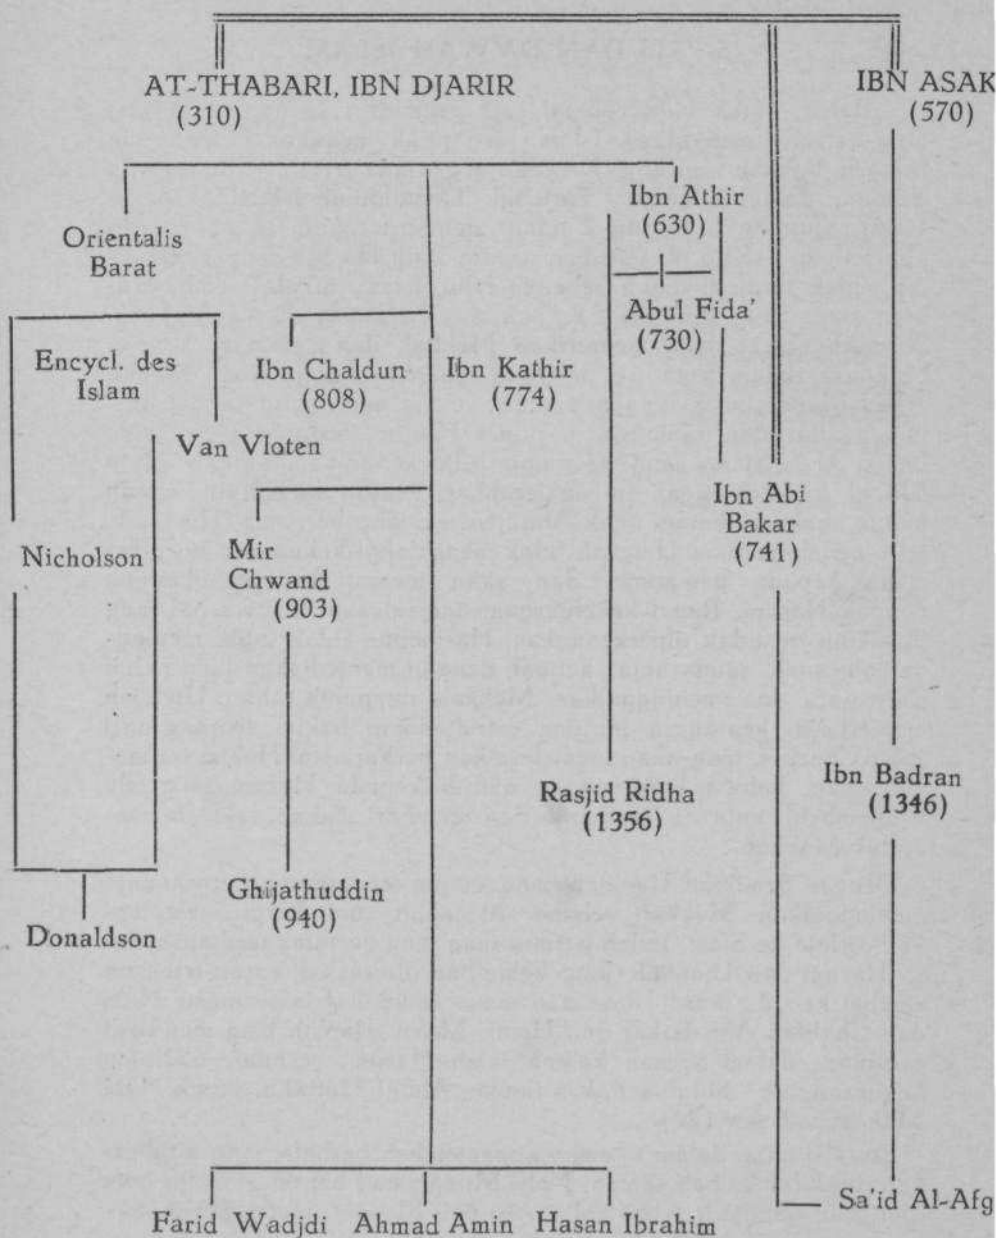 AT-THABARI, IBN DJARIR
(310)
IBN ASAK
(570)
Orientalis
Barat
Ibn Athir
(630)
Abul Fida'
(730)
Encycl. des
Islam
Ibn Chaldun
(808)
Ibn Kathir
(774)
Van Vloten
Ibn Abi
Bakar
(741)
Nicholson
Mir
Chwand
(903)
Rasjid Ridha
(1356)
Ibn Badran
(1346)
Ghijathuddin
(940)
Donaldson
Farid Wadjdi
Ahmad Amin
Hasan Ibrahim
Sa'id Al-Afg